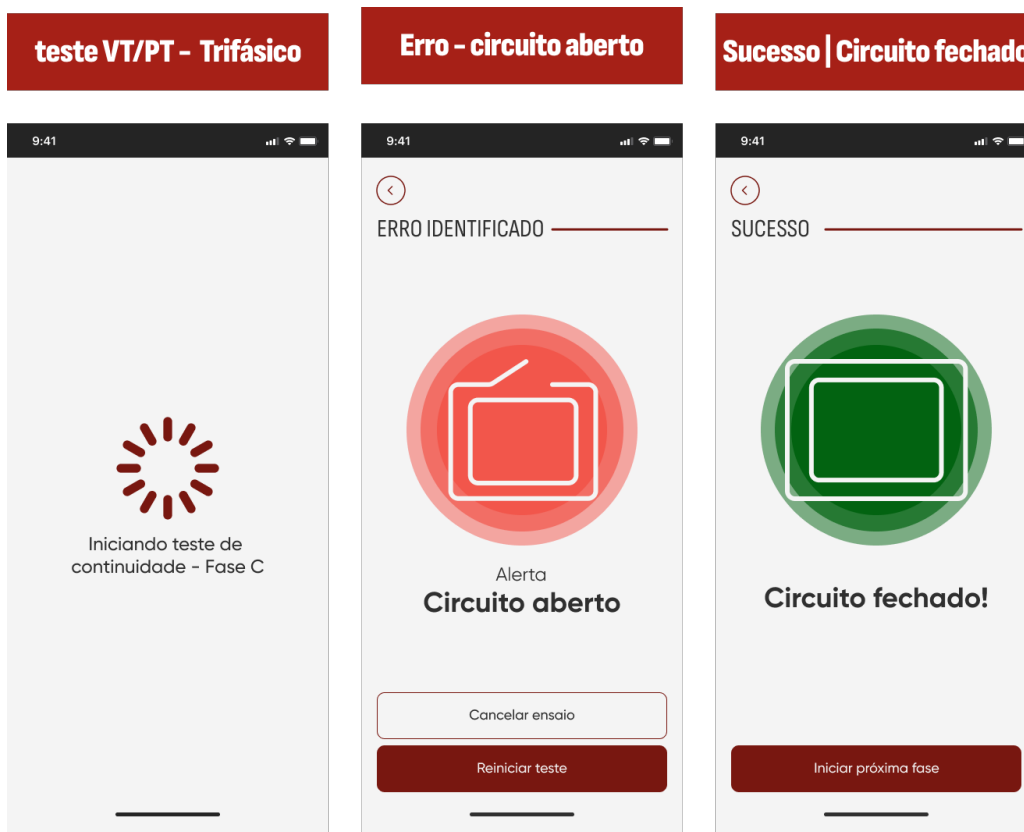 teste VT/PT - Trifásico
9:41
Iniciando teste de
continuidade - Fase C
Erro - circuito aberto
9:41
ERRO IDENTIFICADO
Alerta
Circuito aberto
Cancelar ensaio
Reiniciar teste
Sucesso | Circuito fechado
9:41
SUCESSO
Circuito fechado!
Iniciar próxima fase